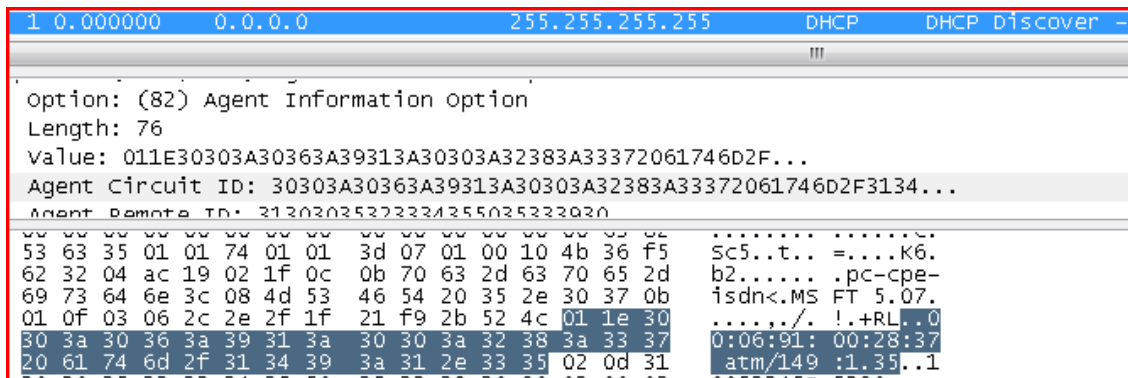 1 0.000000 0.0.0.0 255.255.255.255 DHCP DHCP Discover -
Option: (82) Agent Information Option
Length: 76
Value: 011E30303A30363A39313A30303A32383A33372061746D2F...
Agent Circuit ID: 30303A30363A39313A30303A32383A33372061746D2F3134...
Agent Remote ID: 31303035323334355035333930
53 63 35 01 01 74 01 01 3d 07 01 00 10 4b 36 f5 Sc5..t.. =....K6.
62 32 04 ac 19 02 1f 0c 0b 70 63 2d 63 70 65 2d b2...... .pc-cpe-
69 73 64 6e 3c 08 4d 53 46 54 20 35 2e 30 37 0b isdn<.MS FT 5.07.
01 0f 03 06 2c 2e 2f 1f 21 f9 2b 52 4c 01 1e 30 ....,./. !.+RL..0
30 3a 30 36 3a 39 31 3a 30 30 3a 32 38 3a 33 37 0:06:91: 00:28:37
20 61 74 6d 2f 31 34 39 3a 31 2e 33 35 02 0d 31 atm/149 :1.35..1